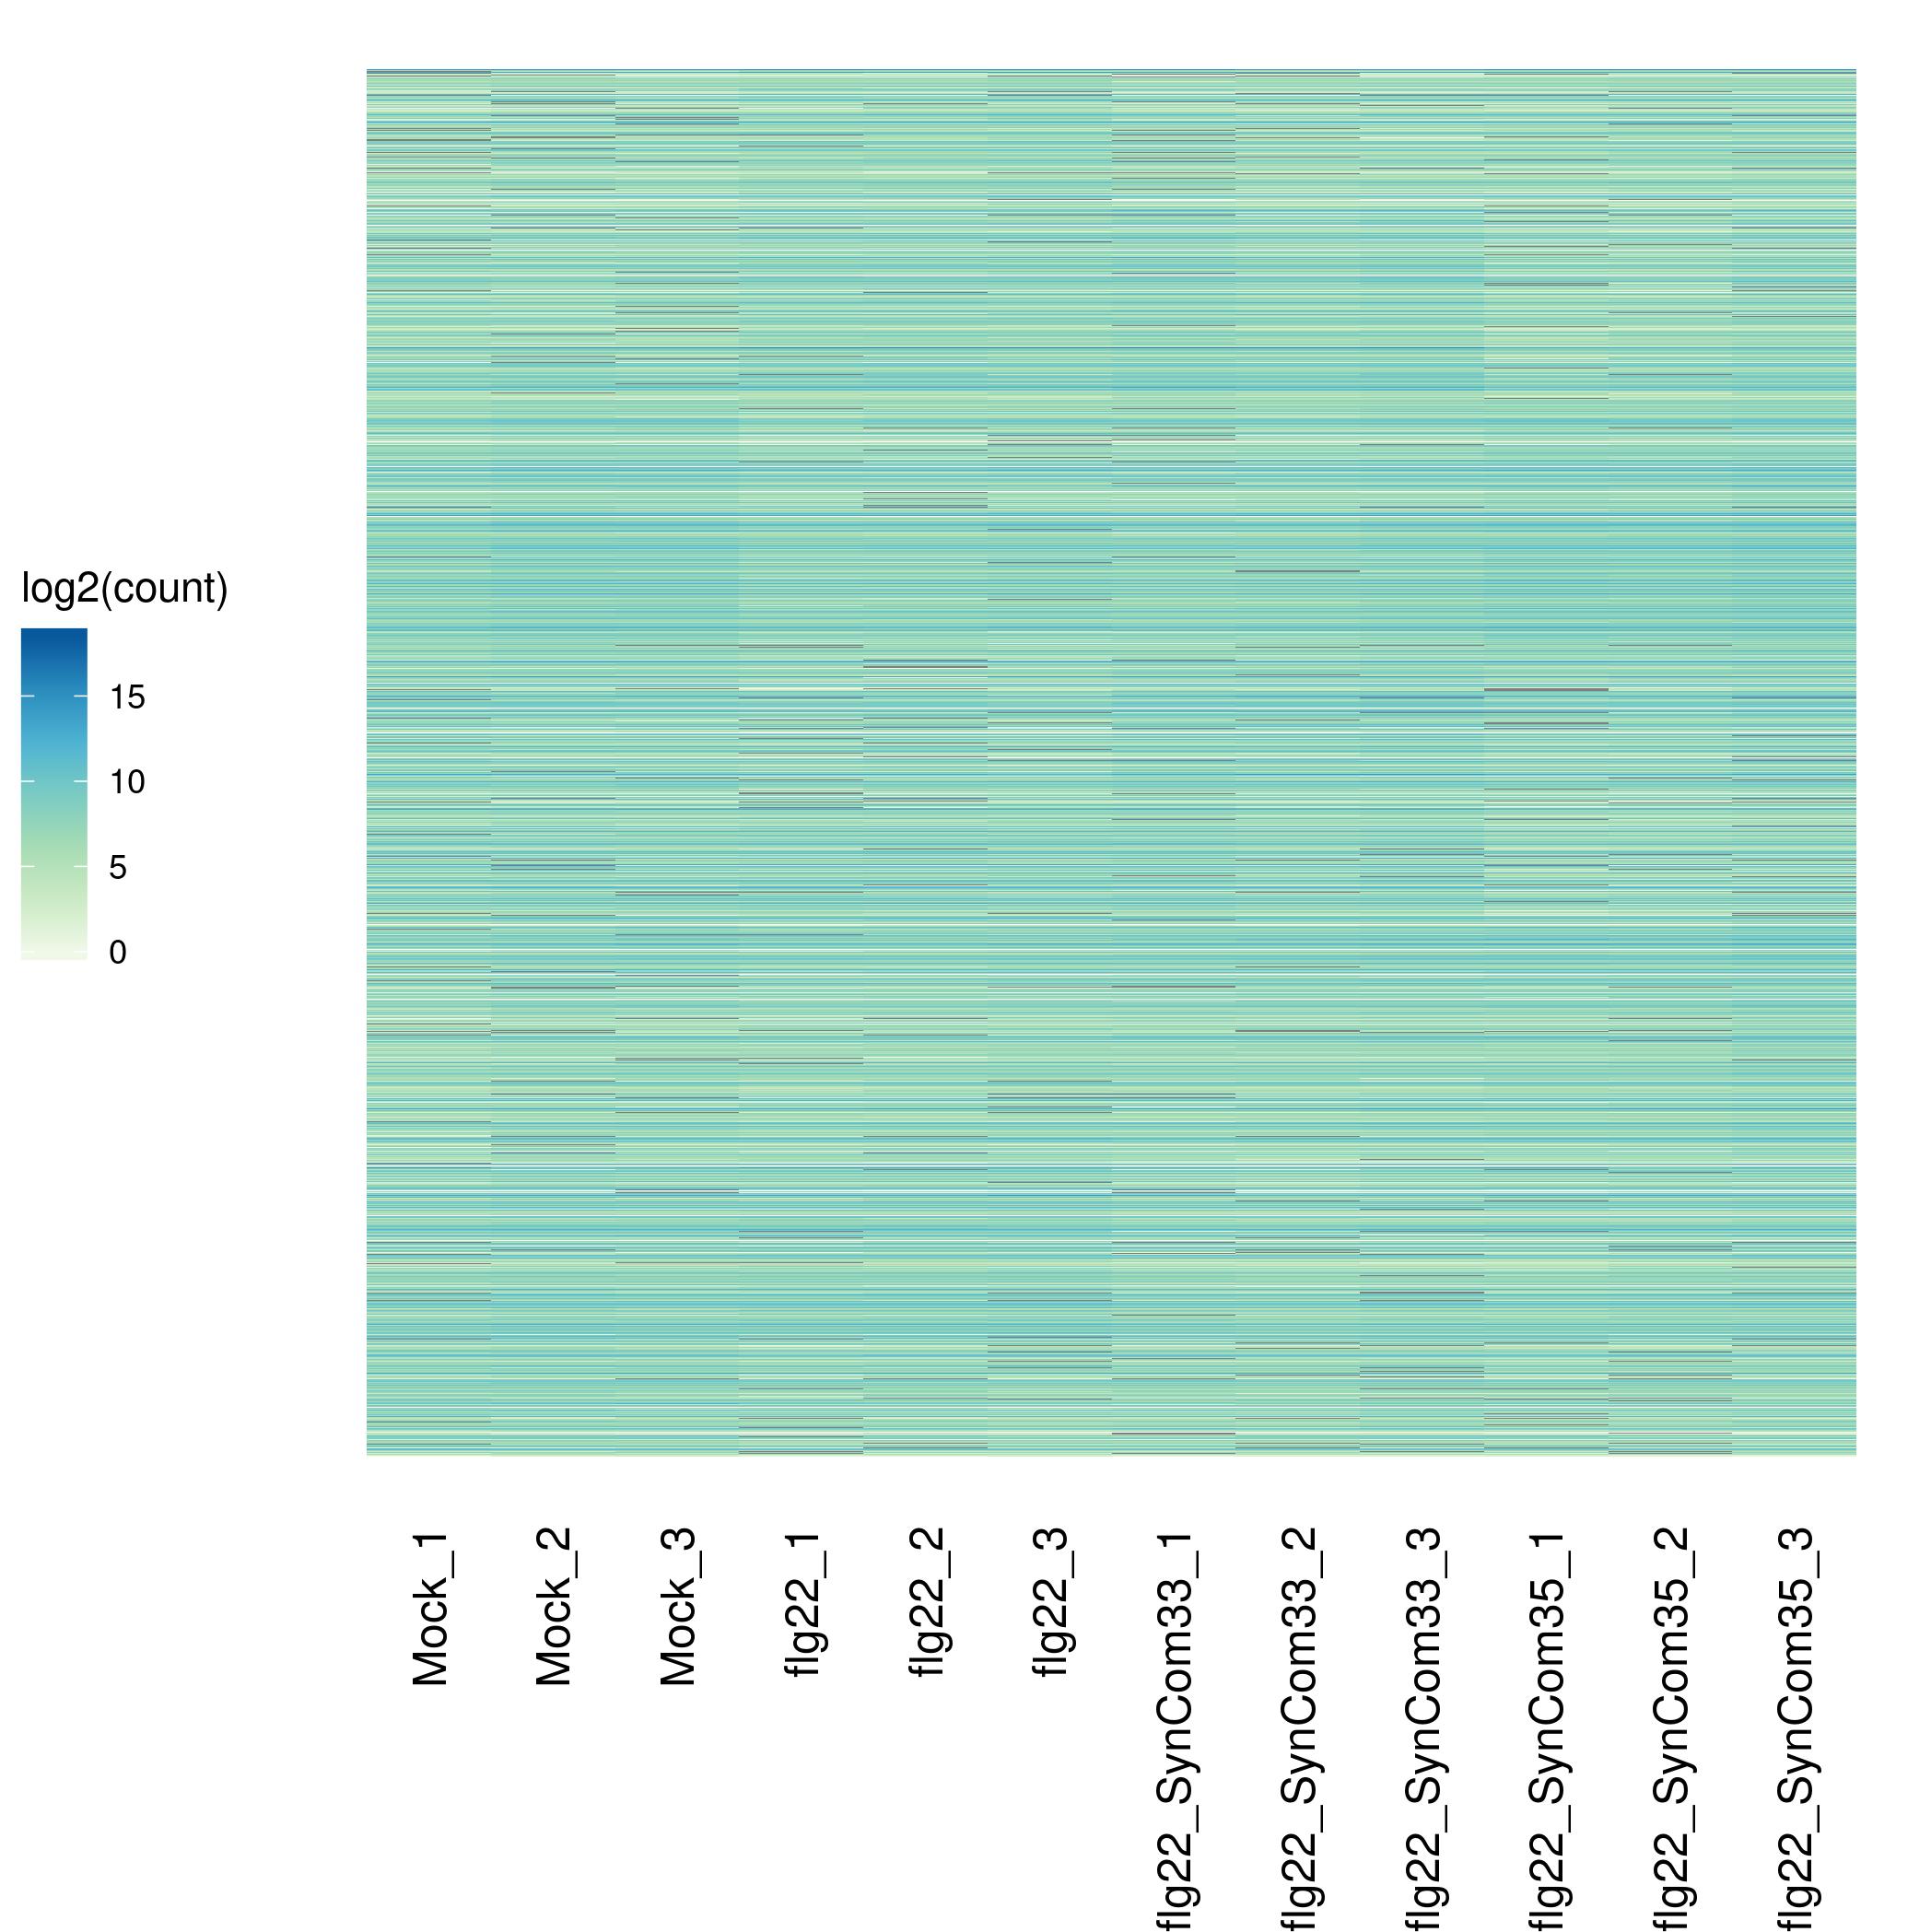 log2(count)
15
10
5
0
Mock_1
Mock_2
Mock_3
flg22_1
flg22_2
flg22_3
flg22_SynCom33_1
flg22_SynCom33_2
flg22_SynCom33_3
flg22_SynCom35_1
flg22_SynCom35_2
flg22_SynCom35_3